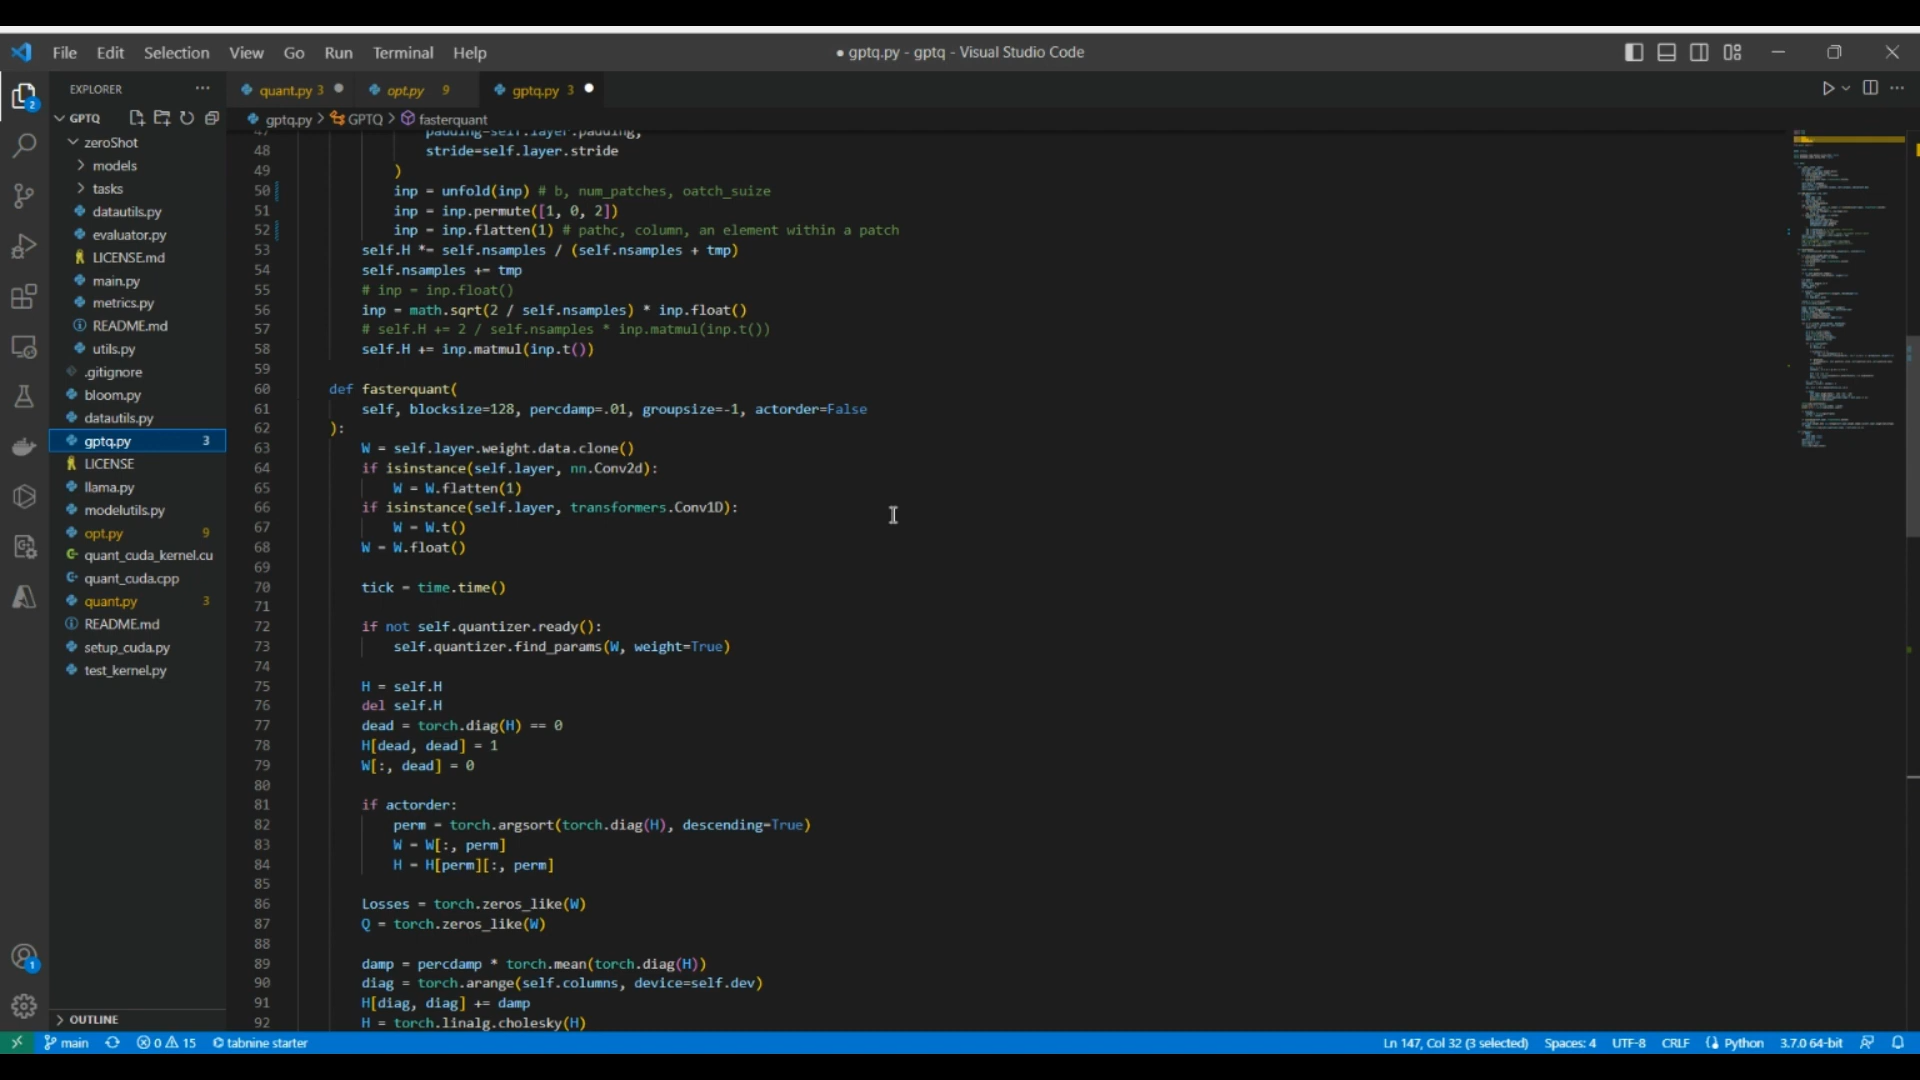 File Edit Selection View Go Run Terminal Help
● gptq.py - gptq - Visual Studio Code
EXPLORER
quant.py 3
opt.py 9
gptq.py 3
GPTQ
gptq.py > GPTQ > fasterquant
zeroShot
models
tasks
datautils.py
evaluator.py
LICENSE.md
main.py
metrics.py
README.md
utils.py
.gitignore
bloom.py
datautils.py
gptq.py 3
LICENSE
llama.py
modelutils.py
opt.py 9
quant_cuda_kernel.cu
quant_cuda.cpp
quant.py 3
README.md
setup_cuda.py
test_kernel.py
OUTLINE
47 padding=self.layer.padding,
48 stride=self.layer.stride
49 )
50 inp = unfold(inp) # b, num_patches, oatch_suize
51 inp = inp.permute([1, 0, 2])
52 inp = inp.flatten(1) # pathc, column, an element within a patch
53 self.H *= self.nsamples / (self.nsamples + tmp)
54 self.nsamples += tmp
55 # inp = inp.float()
56 inp = math.sqrt(2 / self.nsamples) * inp.float()
57 # self.H += 2 / self.nsamples * inp.matmul(inp.t())
58 self.H += inp.matmul(inp.t())
59
60 def fasterquant(
61 self, blocksize=128, percdamp=.01, groupsize=-1, actorder=False
62 ):
63 W = self.layer.weight.data.clone()
64 if isinstance(self.layer, nn.Conv2d):
65 W = W.flatten(1)
66 if isinstance(self.layer, transformers.Conv1D):
67 W = W.t()
68 W = W.float()
69
70 tick = time.time()
71
72 if not self.quantizer.ready():
73 self.quantizer.find_params(W, weight=True)
74
75 H = self.H
76 del self.H
77 dead = torch.diag(H) == 0
78 H[dead, dead] = 1
79 W[:, dead] = 0
80
81 if actorder:
82 perm = torch.argsort(torch.diag(H), descending=True)
83 W = W[:, perm]
84 H = H[perm][:, perm]
85
86 Losses = torch.zeros_like(W)
87 Q = torch.zeros_like(W)
88
89 damp = percdamp * torch.mean(torch.diag(H))
90 diag = torch.arange(self.columns, device=self.dev)
91 H[diag, diag] += damp
92 H = torch.linalg.cholesky(H)
main 0 15 tabnine starter
Ln 147, Col 32 (3 selected) Spaces: 4 UTF-8 CRLF Python 3.7.0 64-bit